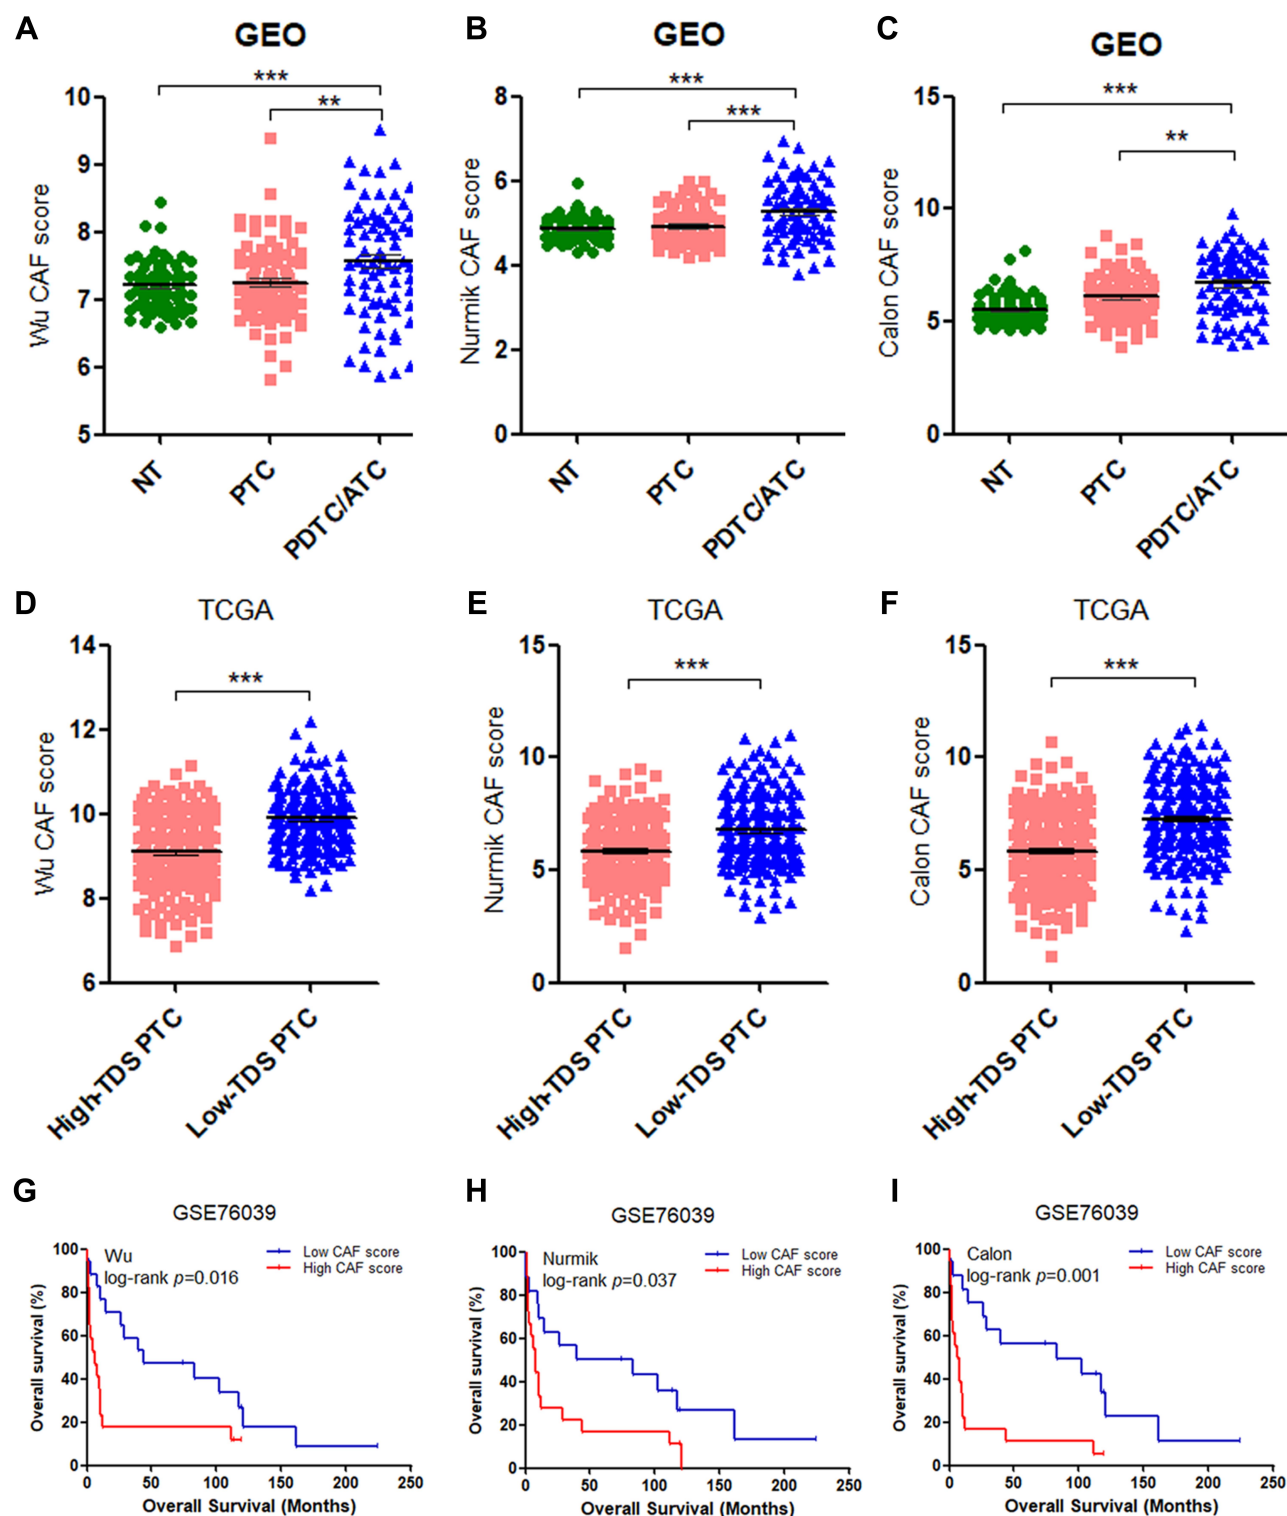 A
GEO
***
**
10
9
8
7
6
5
Wu CAF score
NT
PTC
PDTC/ATC
B
GEO
***
***
8
6
4
2
0
Nurmik CAF score
NT
PTC
PDTC/ATC
C
GEO
***
**
15
10
5
0
Calon CAF score
NT
PTC
PDTC/ATC
D
TCGA
***
14
12
10
8
6
Wu CAF score
High-TDS PTC
Low-TDS PTC
E
TCGA
***
15
10
5
0
Nurmik CAF score
High-TDS PTC
Low-TDS PTC
F
TCGA
***
15
10
5
0
Calon CAF score
High-TDS PTC
Low-TDS PTC
G
GSE76039
Wu
log-rank p=0.016
Low CAF score
High CAF score
100
80
60
40
20
0
Overall survival (%)
0 50 100 150 200 250
Overall Survival (Months)
H
GSE76039
Nurmik
log-rank p=0.037
Low CAF score
High CAF score
100
80
60
40
20
0
Overall survival (%)
0 50 100 150 200 250
Overall Survival (Months)
I
GSE76039
Calon
log-rank p=0.001
Low CAF score
High CAF score
100
80
60
40
20
0
Overall survival (%)
0 50 100 150 200 250
Overall Survival (Months)